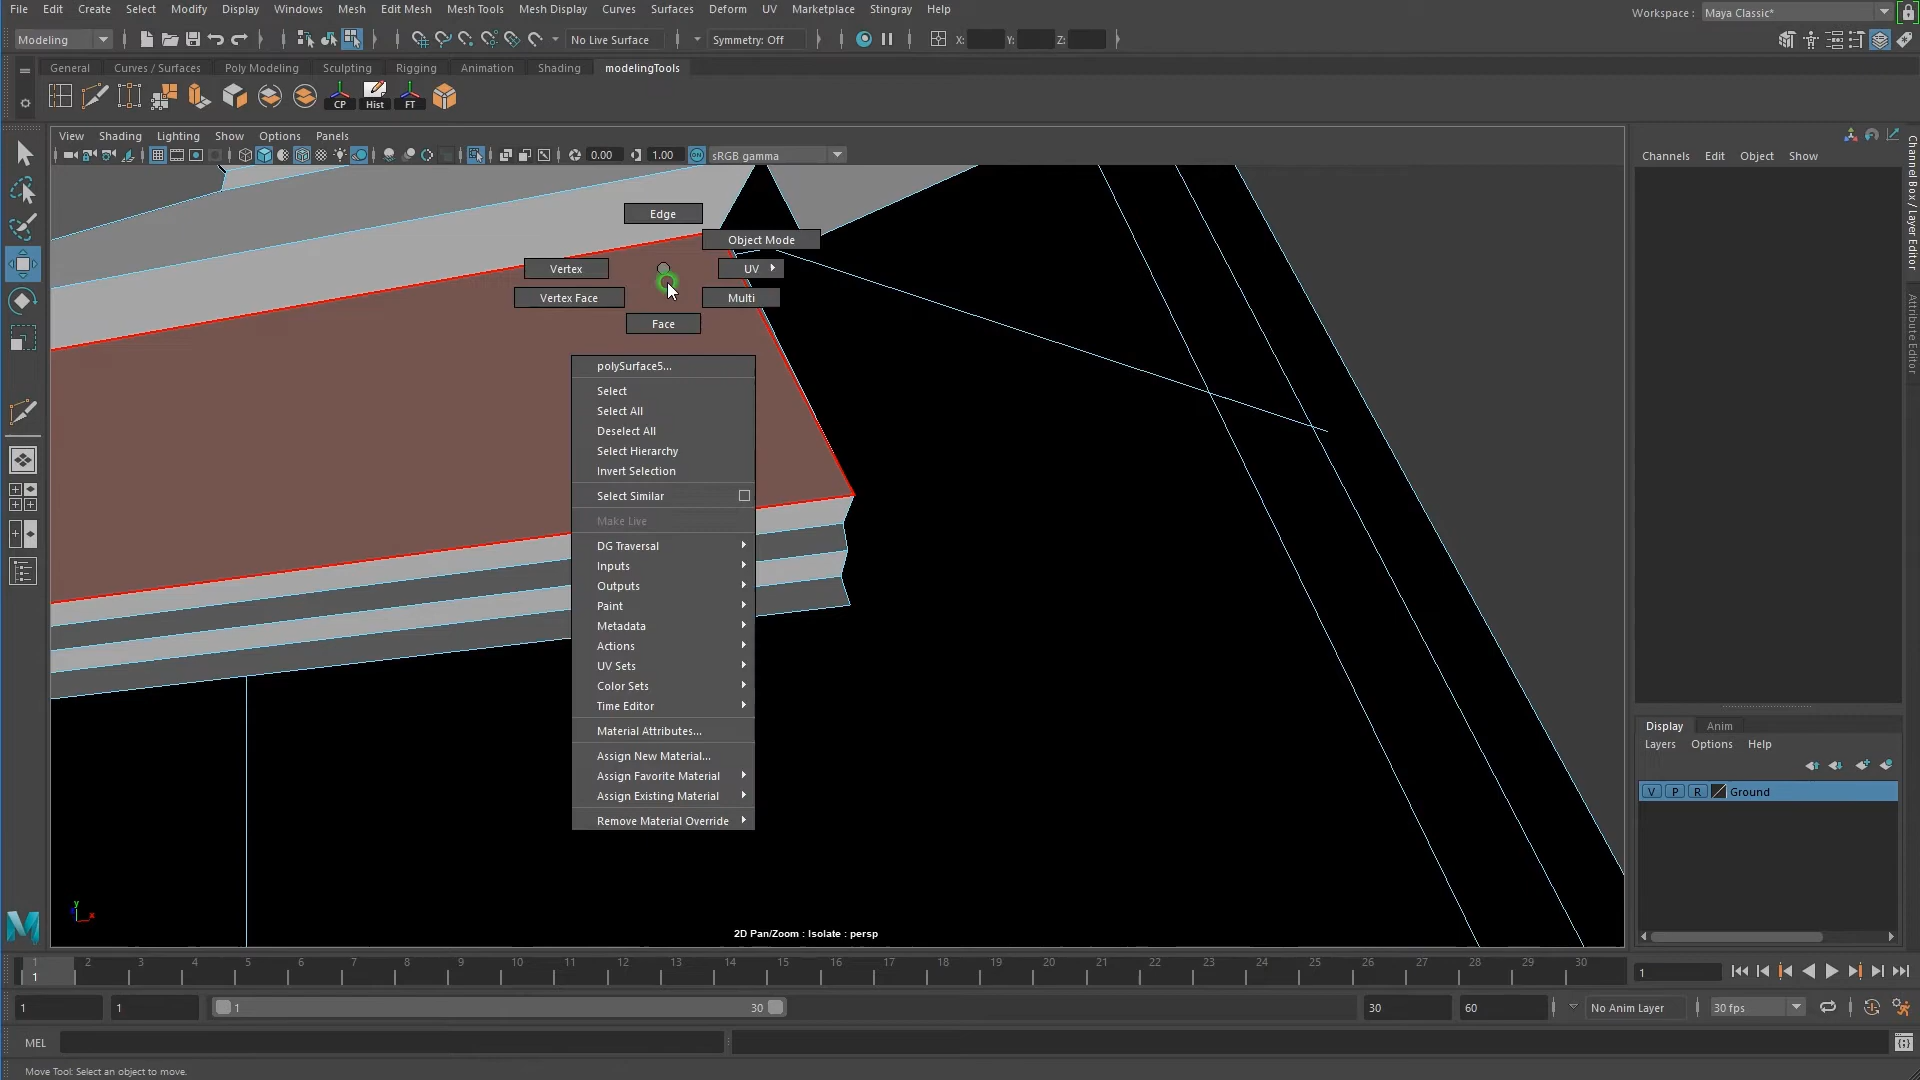 File Edit Create Select Modify Display Windows Mesh Edit Mesh Mesh Tools Mesh Display Curves Surfaces Deform UV Marketplace Stingray Help
Workspace : Maya Classic*
Modeling No Live Surface Symmetry: Off X: Y: Z:
General Curves / Surfaces Poly Modeling Sculpting Rigging Animation Shading modelingTools
CP Hist FT
View Shading Lighting Show Options Panels
0.00 1.00 ON sRGB gamma
Channels Edit Object Show
Channel Box / Layer Editor
Attribute Editor
Edge
Object Mode
Vertex UV
Vertex Face Multi
Face
polySurface5...
Select
Select All
Deselect All
Select Hierarchy
Invert Selection
Select Similar
Make Live
DG Traversal
Inputs
Outputs
Paint
Metadata
Actions
UV Sets
Color Sets
Time Editor
Material Attributes...
Assign New Material...
Assign Favorite Material
Assign Existing Material
Remove Material Override
Display Anim
Layers Options Help
V P R Ground
y
x
2D Pan/Zoom : Isolate : persp
1 2 3 4 5 6 7 8 9 10 11 12 13 14 15 16 17 18 19 20 21 22 23 24 25 26 27 28 29 30
1 1
1 1 1 30 30 60 No Anim Layer 30 fps
MEL
Move Tool: Select an object to move.